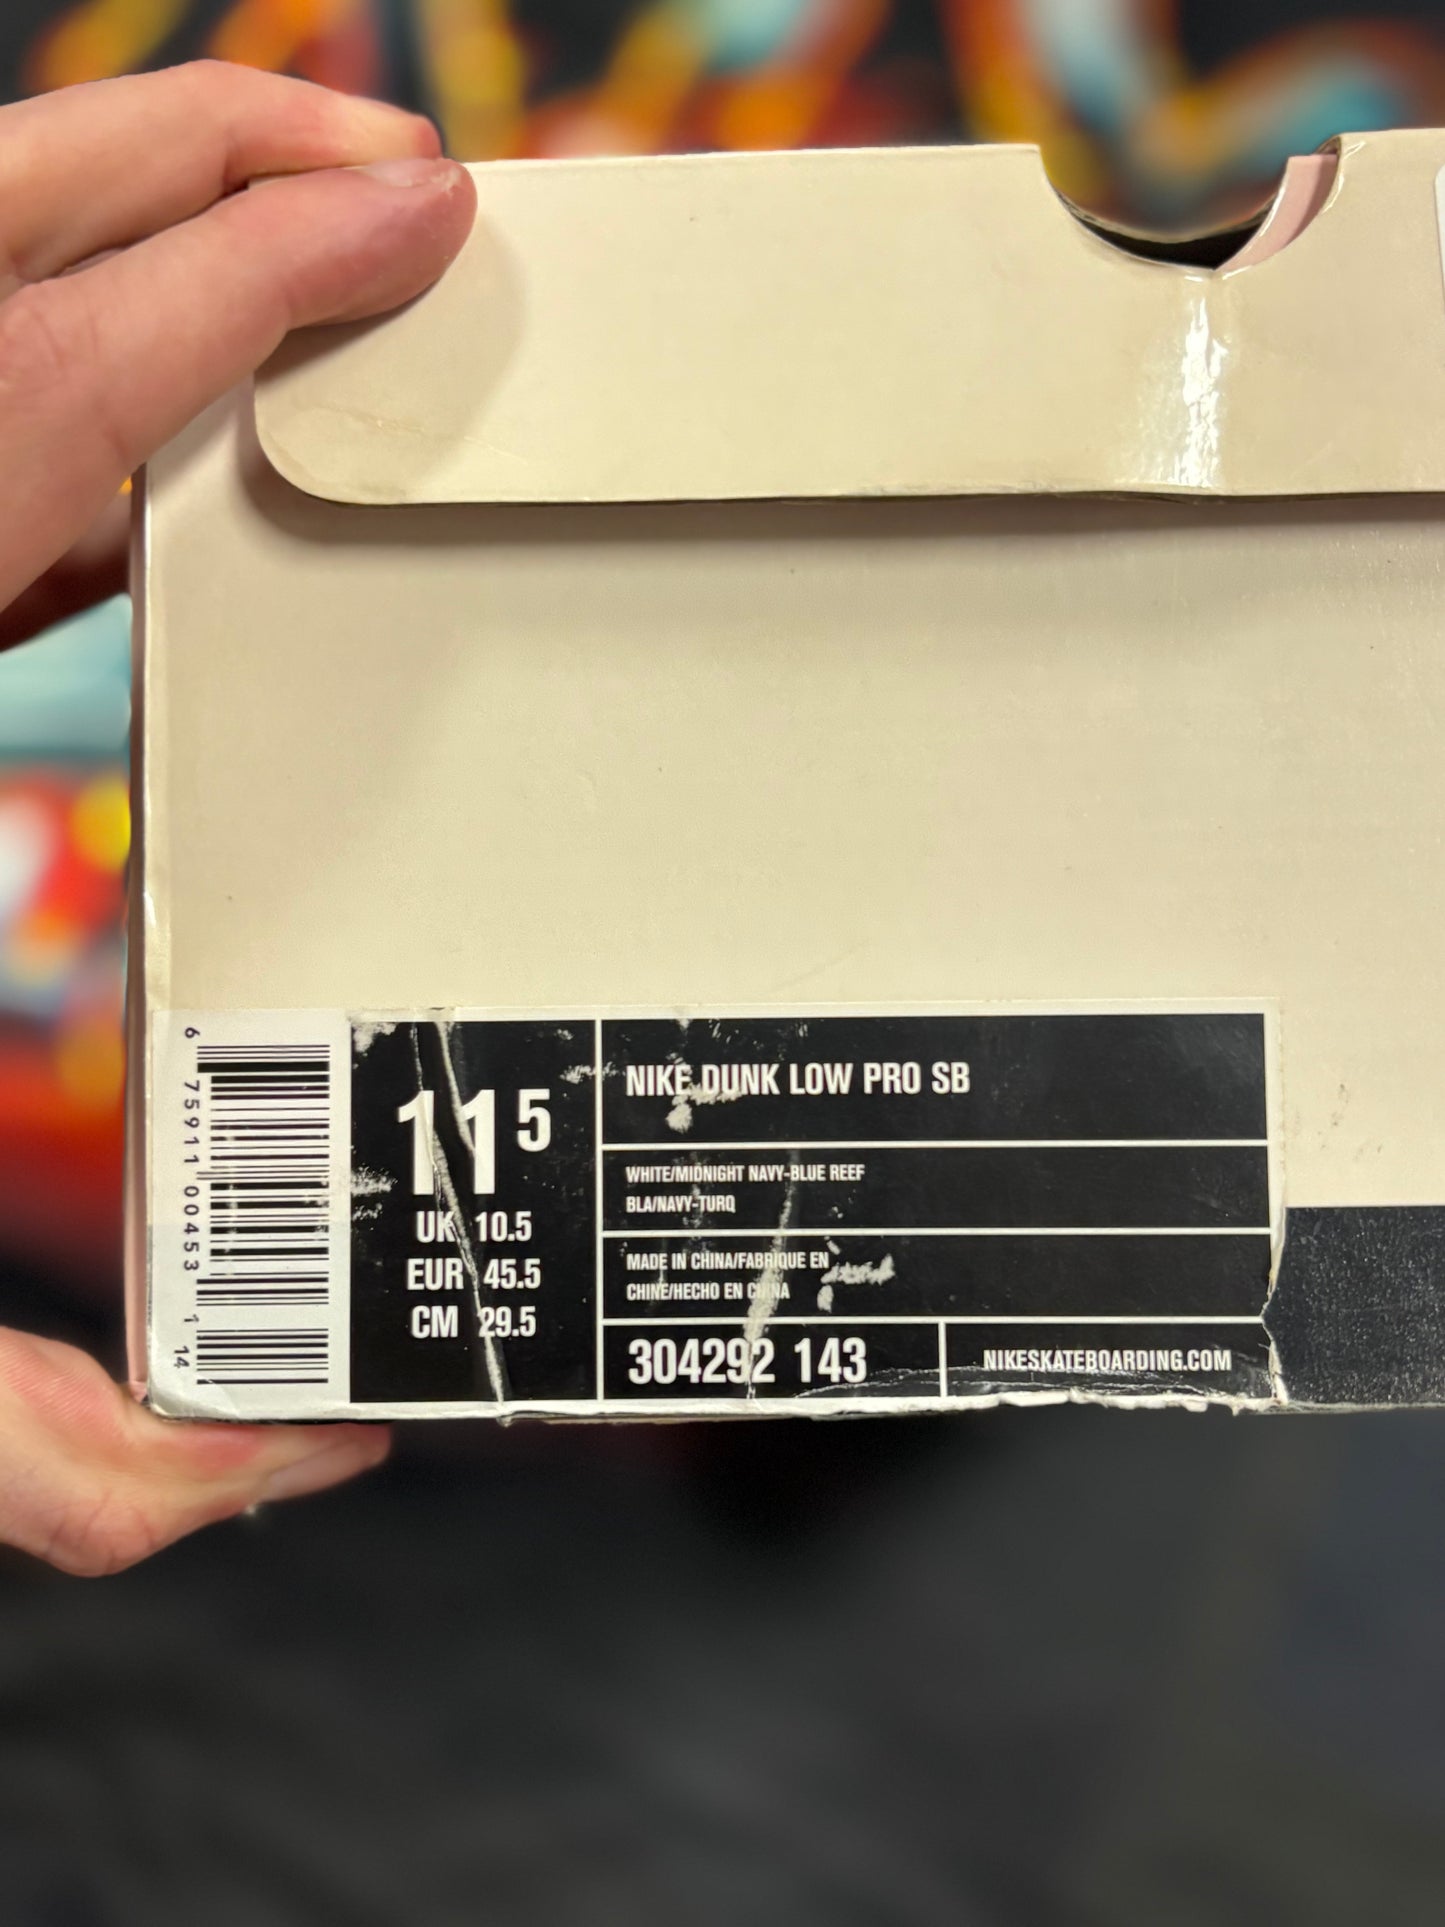 6 75911 00453 1 14
11 5
UK 10.5
EUR 45.5
CM 29.5
NIKE DUNK LOW PRO SB
WHITE/MIDNIGHT NAVY-BLUE REEF
BLA/NAVY-TURQ
MADE IN CHINA/FABRIQUE EN
CHINE/HECHO EN CHINA
304292 143
NIKESKATEBOARDING.COM